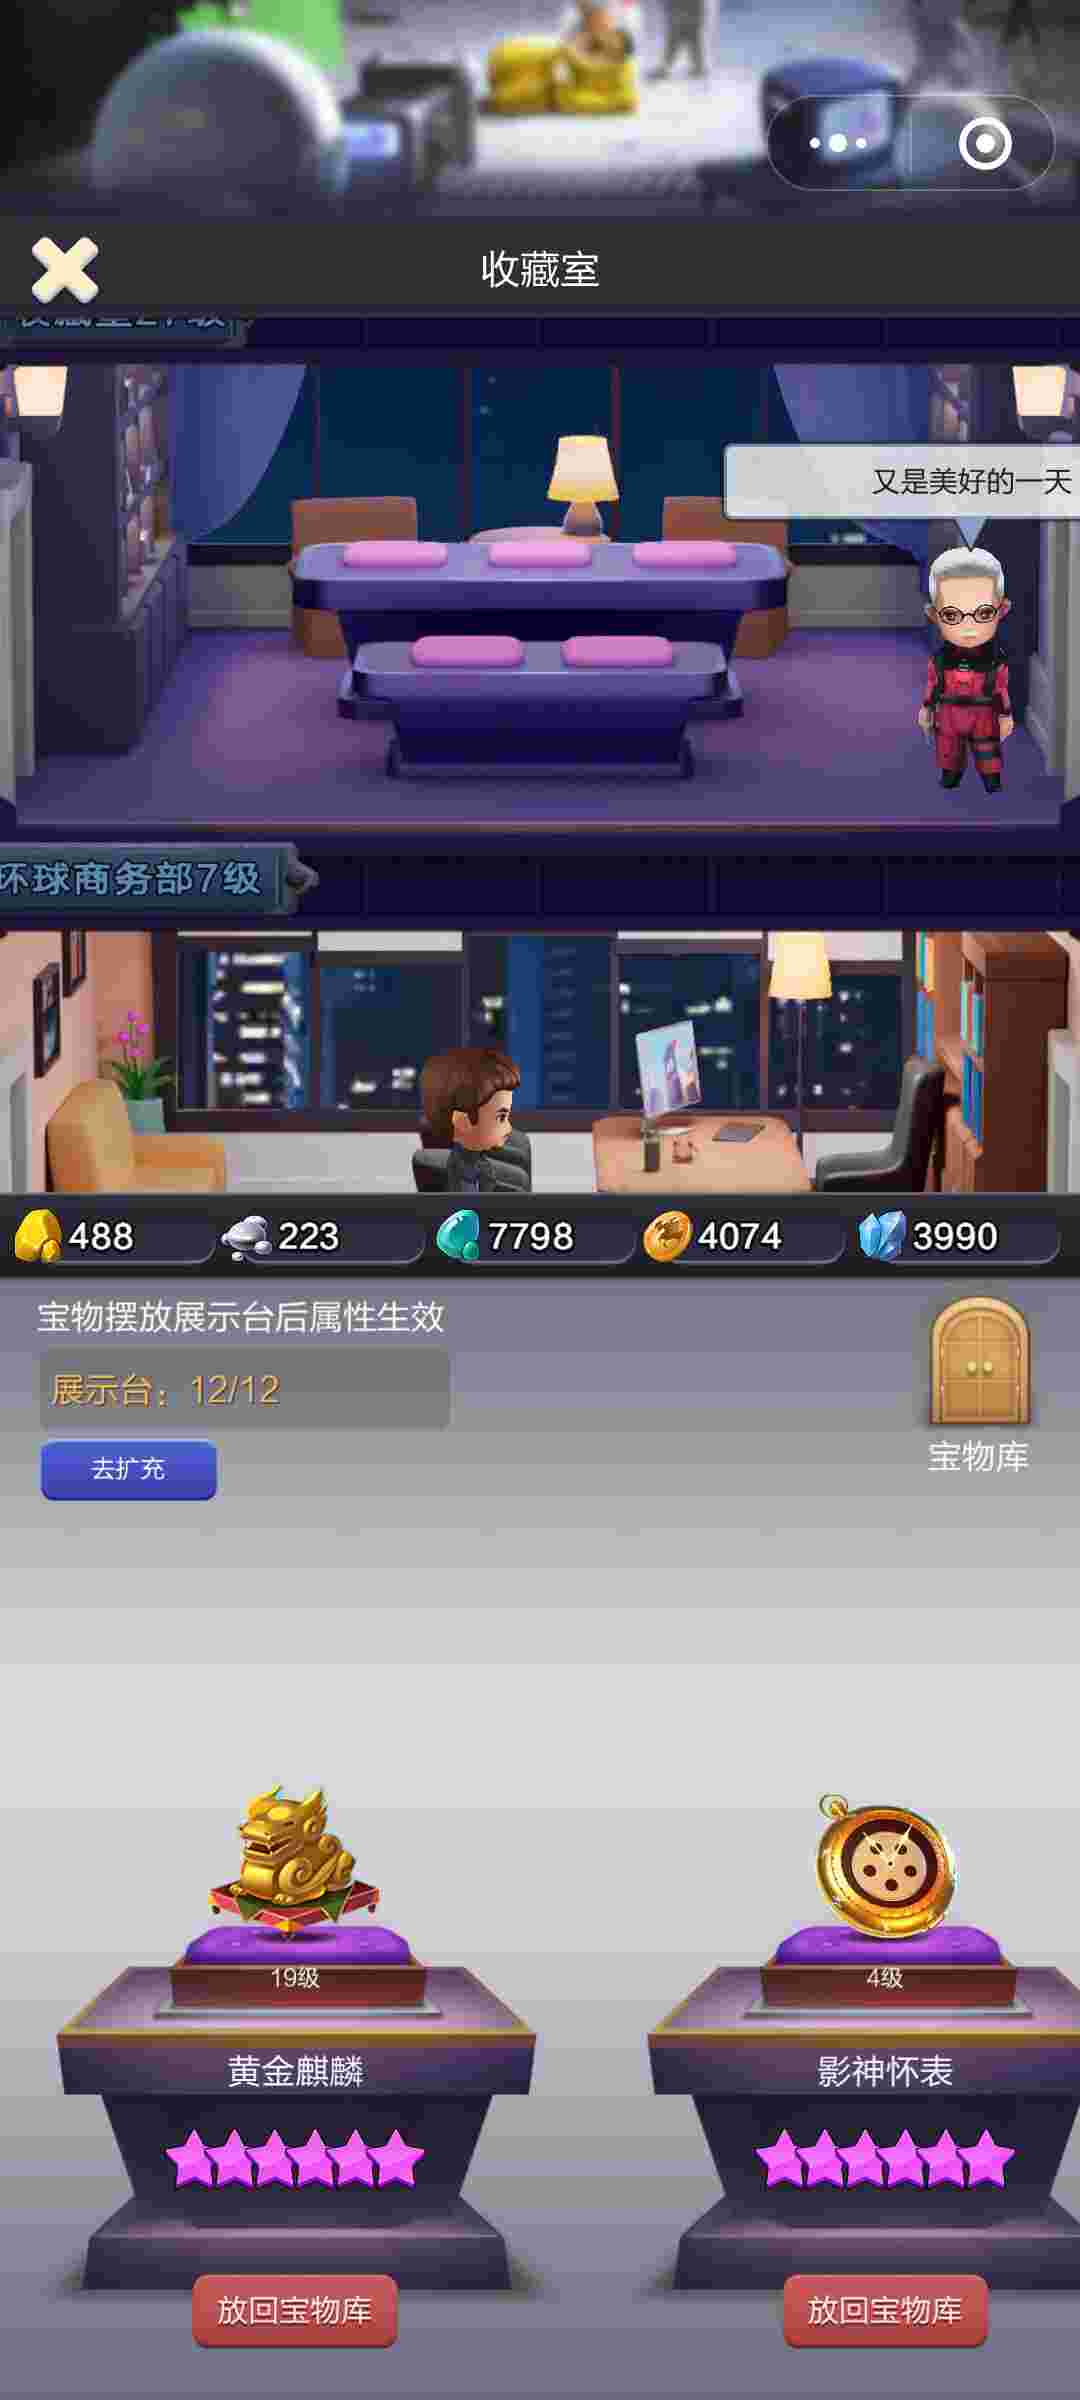 收藏室
又是美好的一天
环球商务部7级
488
223
7798
4074
3990
宝物摆放展示台后属性生效
展示台：12/12
去扩充
宝物库
19级
4级
黄金麒麟
影神怀表
放回宝物库
放回宝物库